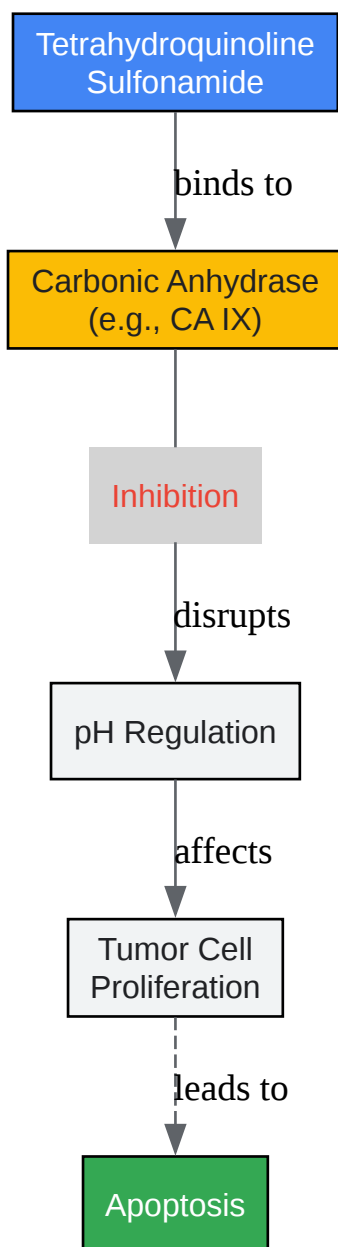 Tetrahydroquinoline
Sulfonamide
binds to
Carbonic Anhydrase
(e.g., CA IX)
Inhibition
disrupts
pH Regulation
affects
Tumor Cell
Proliferation
leads to
Apoptosis